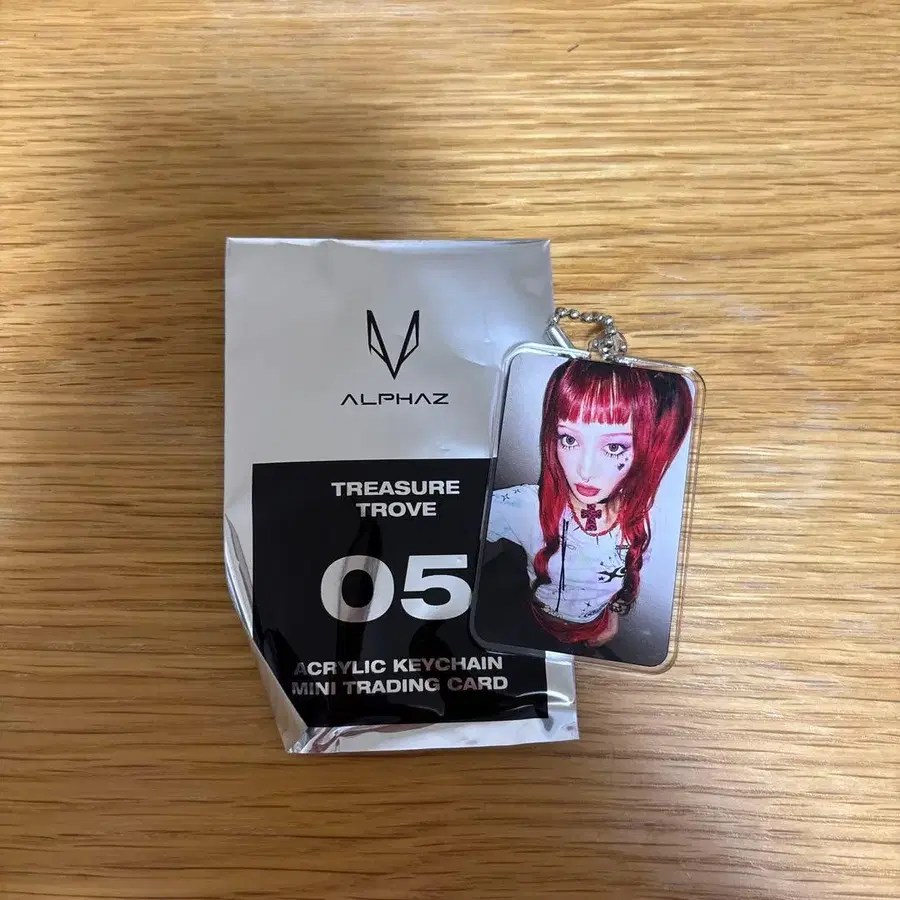 ALPHAZ
TREASURE
TROVE
05
ACRYLIC KEYCHAIN
MINI TRADING CARD